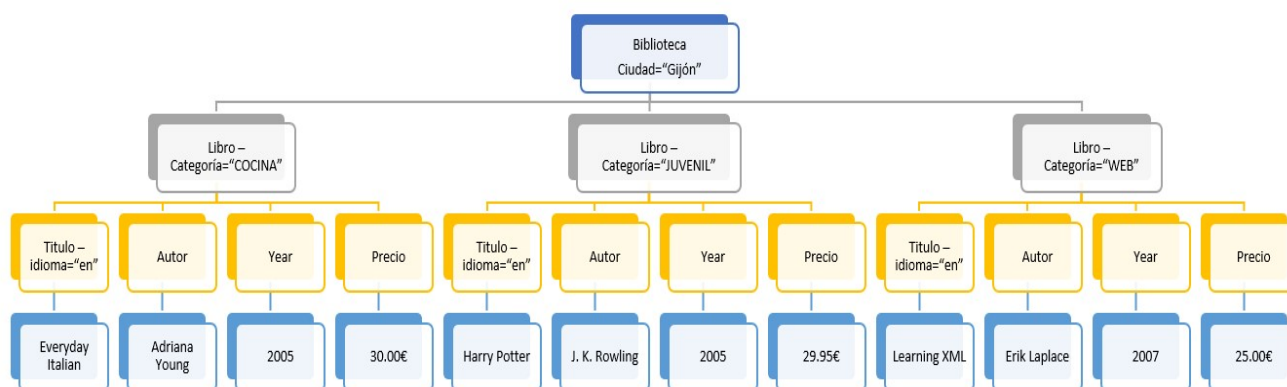 Biblioteca
Ciudad=“Gijón”
Libro –
Categoría=“COCINA”
Libro –
Categoría=“JUVENIL”
Libro –
Categoría=“WEB”
Titulo –
idioma=“en”
Autor
Year
Precio
Titulo –
idioma=“en”
Autor
Year
Precio
Titulo –
idioma=“en”
Autor
Year
Precio
Everyday
Italian
Adriana
Young
2005
30.00€
Harry Potter
J. K. Rowling
2005
29.95€
Learning XML
Erik Laplace
2007
25.00€